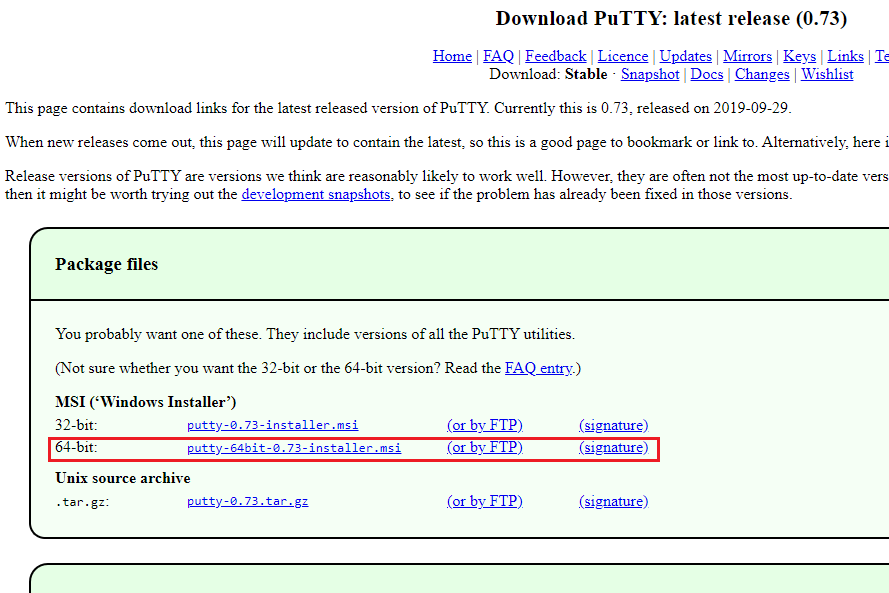 Download PuTTY: latest release (0.73)
Home | FAQ | Feedback | Licence | Updates | Mirrors | Keys | Links | Te
Download: Stable · Snapshot | Docs | Changes | Wishlist
This page contains download links for the latest released version of PuTTY. Currently this is 0.73, released on 2019-09-29.
When new releases come out, this page will update to contain the latest, so this is a good page to bookmark or link to. Alternatively, here i
Release versions of PuTTY are versions we think are reasonably likely to work well. However, they are often not the most up-to-date vers
then it might be worth trying out the development snapshots, to see if the problem has already been fixed in those versions.
Package files
You probably want one of these. They include versions of all the PuTTY utilities.
(Not sure whether you want the 32-bit or the 64-bit version? Read the FAQ entry.)
MSI (‘Windows Installer’)
32-bit: putty-0.73-installer.msi (or by FTP) (signature)
64-bit: putty-64bit-0.73-installer.msi (or by FTP) (signature)
Unix source archive
.tar.gz: putty-0.73.tar.gz (or by FTP) (signature)